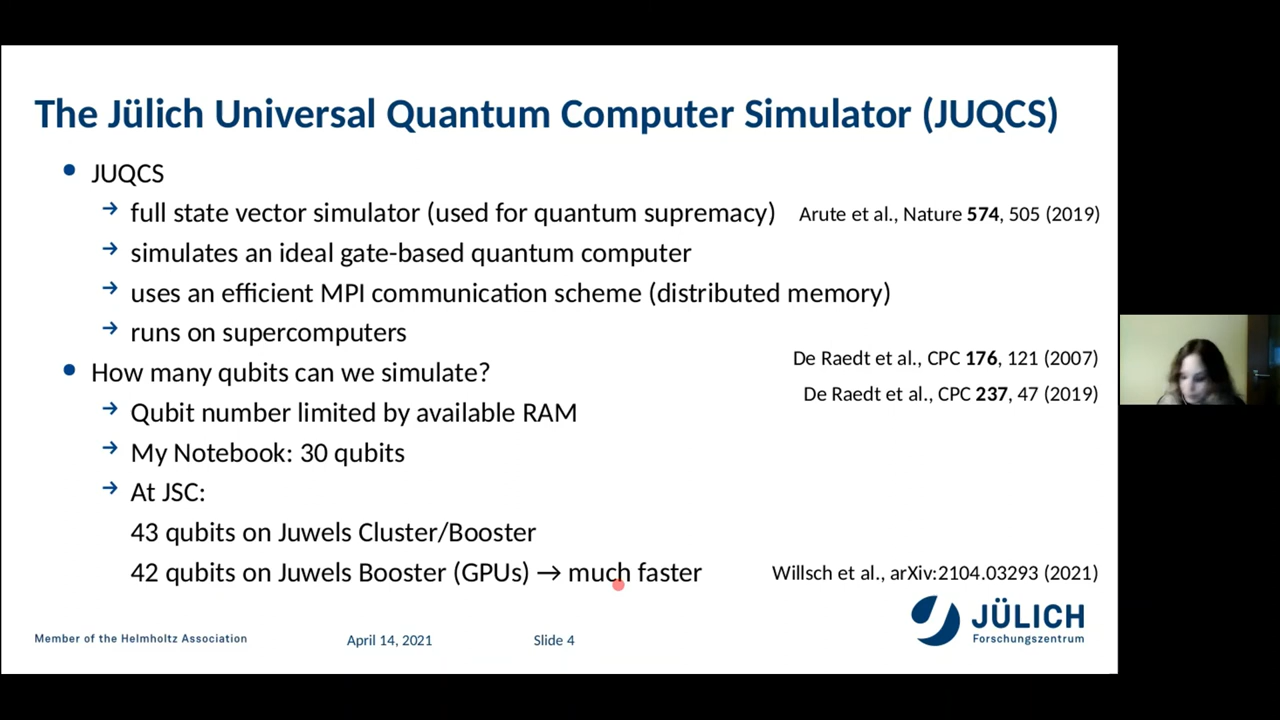 The Jülich Universal Quantum Computer Simulator (JUQCS)
JUQCS
→ full state vector simulator (used for quantum supremacy) Arute et al., Nature 574, 505 (2019)
→ simulates an ideal gate-based quantum computer
→ uses an efficient MPI communication scheme (distributed memory)
→ runs on supercomputers
De Raedt et al., CPC 176, 121 (2007)
How many qubits can we simulate?
De Raedt et al., CPC 237, 47 (2019)
→ Qubit number limited by available RAM
→ My Notebook: 30 qubits
→ At JSC:
43 qubits on Juwels Cluster/Booster
42 qubits on Juwels Booster (GPUs) → much faster Willsch et al., arXiv:2104.03293 (2021)
JÜLICH
Forschungszentrum
Member of the Helmholtz Association April 14, 2021 Slide 4